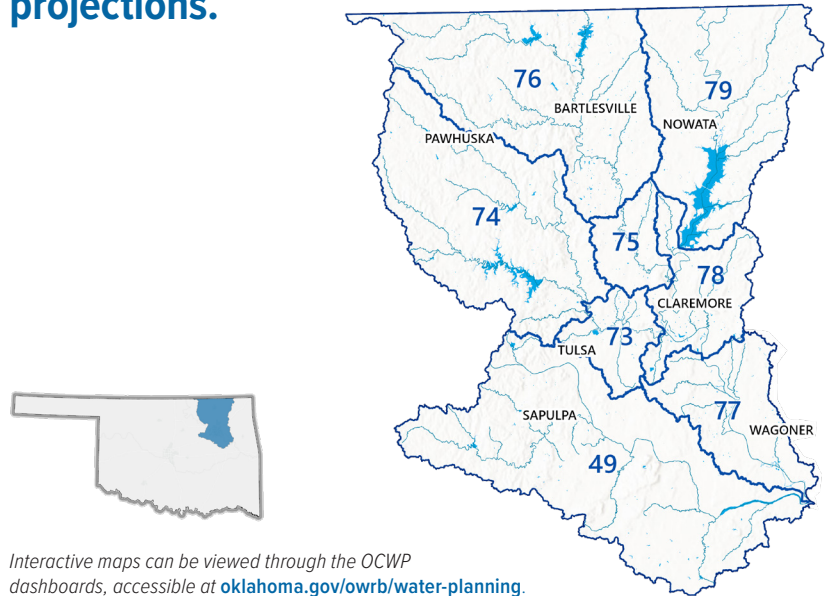 projections.
76
79
BARTLESVILLE
NOWATA
PAWHUSKA
74
75
78
CLAREMORE
73
TULSA
77
SAPULPA
WAGONER
49
Interactive maps can be viewed through the OCWP
dashboards, accessible at oklahoma.gov/owrb/water-planning.